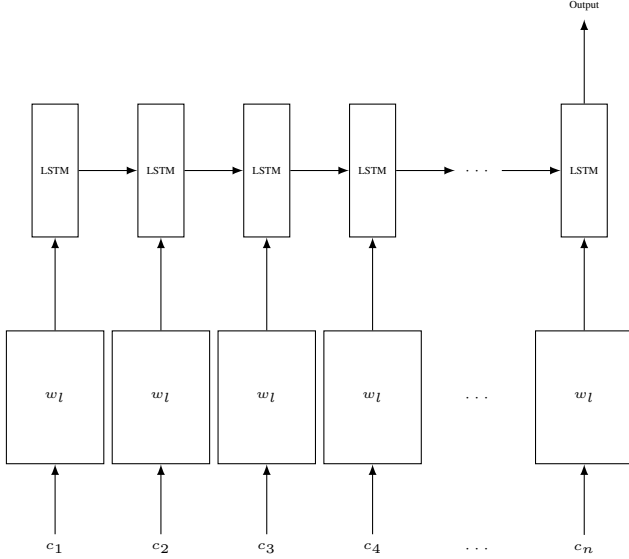 Output
LSTM LSTM LSTM LSTM ... LSTM
w_l w_l w_l w_l ... w_l
c_1 c_2 c_3 c_4 ... c_n